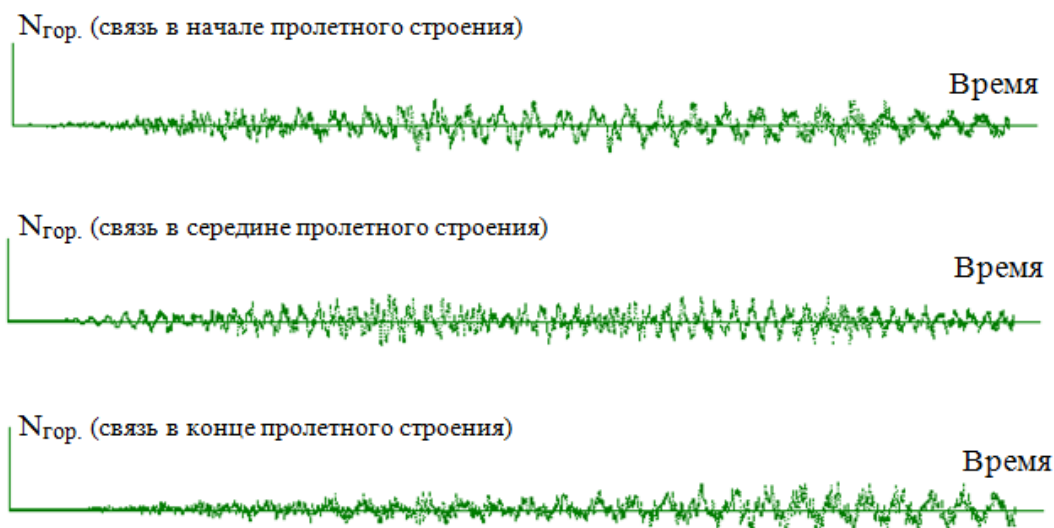 Nгор. (связь в начале пролетного строения)
Время
Nгор. (связь в середине пролетного строения)
Время
Nгор. (связь в конце пролетного строения)
Время